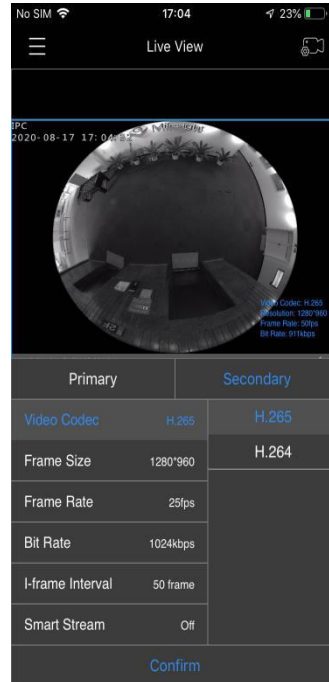 No SIM 17:04 23%
Live View
IPC
2020-08-17 17:04:22
Video Codec: H.265
Resolution: 1280*960
Frame Rate: 50fps
Bit Rate: 911kbps
Primary Secondary
Video Codec H.265 H.265
Frame Size 1280*960 H.264
Frame Rate 25fps
Bit Rate 1024kbps
I-frame Interval 50 frame
Smart Stream Off
Confirm